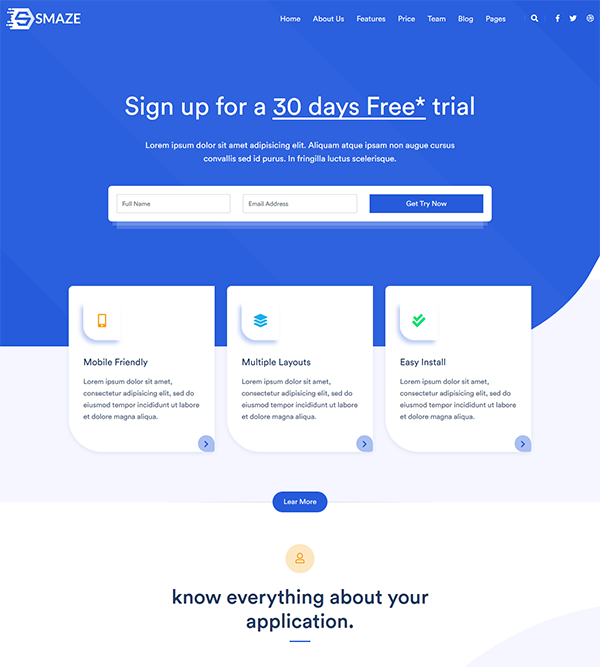 SMAZE
Home About Us Features Price Team Blog Pages
Sign up for a 30 days Free* trial
Lorem ipsum dolor sit amet adipisicing elit. Aliquam atque ipsam non augue cursus
convallis sed id purus. In fringilla luctus scelerisque.
Full Name Email Address Get Try Now
Mobile Friendly
Lorem ipsum dolor sit amet,
consectetur adipisicing elit, sed do
eiusmod tempor incididunt ut labore
et dolore magna aliqua.
Multiple Layouts
Lorem ipsum dolor sit amet,
consectetur adipisicing elit, sed do
eiusmod tempor incididunt ut labore
et dolore magna aliqua.
Easy Install
Lorem ipsum dolor sit amet,
consectetur adipisicing elit, sed do
eiusmod tempor incididunt ut labore
et dolore magna aliqua.
Lear More
know everything about your
application.